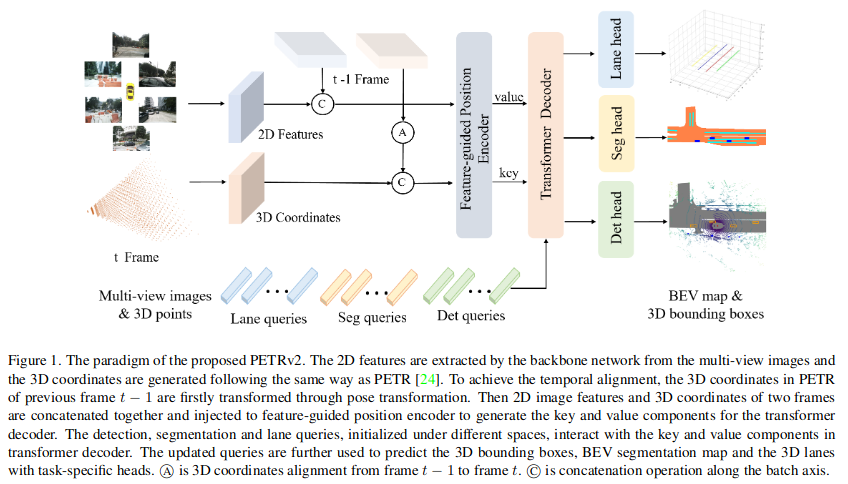 t -1 Frame
C
2D Features
A
C
3D Coordinates
t Frame
Multi-view images
& 3D points
Lane queries
Seg queries
Det queries
Feature-guided Position
Encoder
value
key
Transformer Decoder
Lane head
Seg head
Det head
BEV map &
3D bounding boxes
Figure 1. The paradigm of the proposed PETRv2. The 2D features are extracted by the backbone network from the multi-view images and
the 3D coordinates are generated following the same way as PETR [24]. To achieve the temporal alignment, the 3D coordinates in PETR
of previous frame t − 1 are firstly transformed through pose transformation. Then 2D image features and 3D coordinates of two frames
are concatenated together and injected to feature-guided position encoder to generate the key and value components for the transformer
decoder. The detection, segmentation and lane queries, initialized under different spaces, interact with the key and value components in
transformer decoder. The updated queries are further used to predict the 3D bounding boxes, BEV segmentation map and the 3D lanes
with task-specific heads. Ⓐ is 3D coordinates alignment from frame t − 1 to frame t. Ⓒ is concatenation operation along the batch axis.